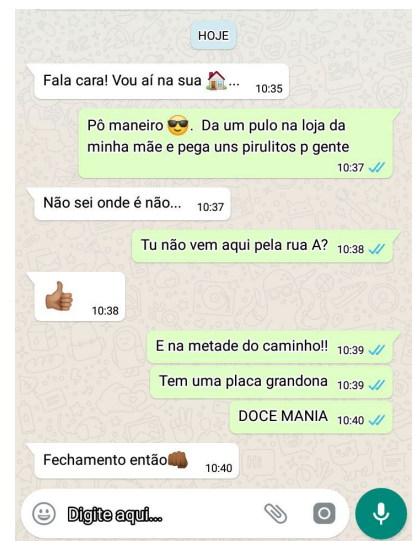 HOJE
Fala cara! Vou aí na sua 🏠... 10:35
Pô maneiro 😎. Da um pulo na loja da
minha mãe e pega uns pirulitos p gente
10:37
Não sei onde é não... 10:37
Tu não vem aqui pela rua A? 10:38
👍🏾 10:38
E na metade do caminho!! 10:39
Tem uma placa grandona 10:39
DOCE MANIA 10:40
Fechamento então👊🏾 10:40
Digite aqui...